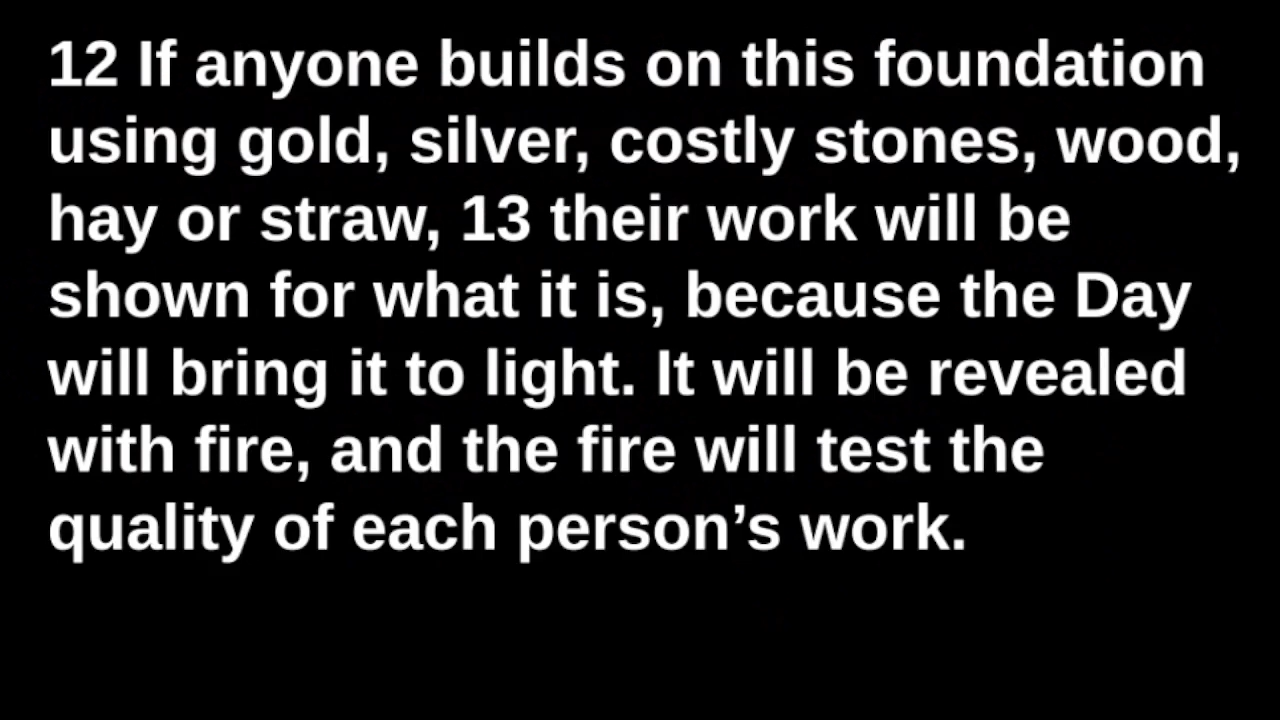 12 If anyone builds on this foundation
using gold, silver, costly stones, wood,
hay or straw, 13 their work will be
shown for what it is, because the Day
will bring it to light. It will be revealed
with fire, and the fire will test the
quality of each person’s work.